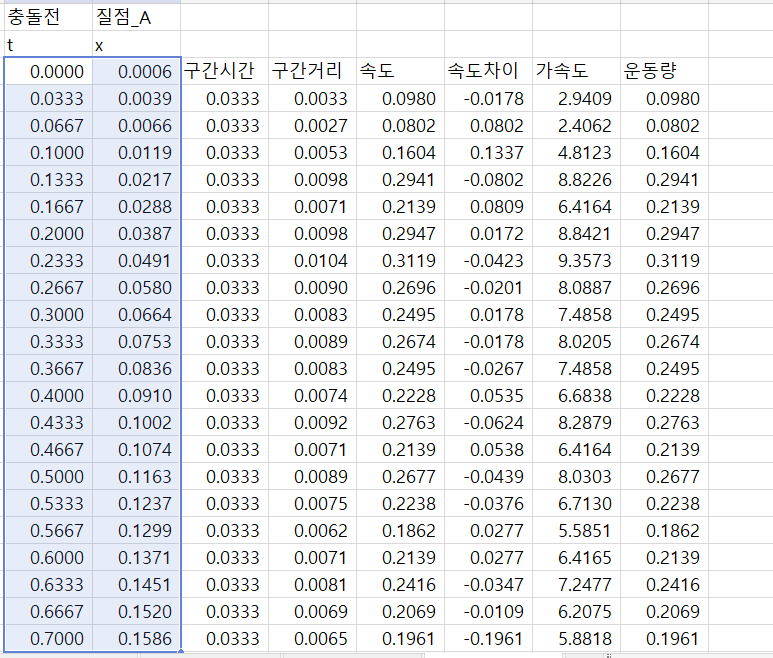 충돌전 질점_A
t x
0.0000 0.0006 구간시간 구간거리 속도 속도차이 가속도 운동량
0.0333 0.0039 0.0333 0.0033 0.0980 -0.0178 2.9409 0.0980
0.0667 0.0066 0.0333 0.0027 0.0802 0.0802 2.4062 0.0802
0.1000 0.0119 0.0333 0.0053 0.1604 0.1337 4.8123 0.1604
0.1333 0.0217 0.0333 0.0098 0.2941 -0.0802 8.8226 0.2941
0.1667 0.0288 0.0333 0.0071 0.2139 0.0809 6.4164 0.2139
0.2000 0.0387 0.0333 0.0098 0.2947 0.0172 8.8421 0.2947
0.2333 0.0491 0.0333 0.0104 0.3119 -0.0423 9.3573 0.3119
0.2667 0.0580 0.0333 0.0090 0.2696 -0.0201 8.0887 0.2696
0.3000 0.0664 0.0333 0.0083 0.2495 0.0178 7.4858 0.2495
0.3333 0.0753 0.0333 0.0089 0.2674 -0.0178 8.0205 0.2674
0.3667 0.0836 0.0333 0.0083 0.2495 -0.0267 7.4858 0.2495
0.4000 0.0910 0.0333 0.0074 0.2228 0.0535 6.6838 0.2228
0.4333 0.1002 0.0333 0.0092 0.2763 -0.0624 8.2879 0.2763
0.4667 0.1074 0.0333 0.0071 0.2139 0.0538 6.4164 0.2139
0.5000 0.1163 0.0333 0.0089 0.2677 -0.0439 8.0303 0.2677
0.5333 0.1237 0.0333 0.0075 0.2238 -0.0376 6.7130 0.2238
0.5667 0.1299 0.0333 0.0062 0.1862 0.0277 5.5851 0.1862
0.6000 0.1371 0.0333 0.0071 0.2139 0.0277 6.4165 0.2139
0.6333 0.1451 0.0333 0.0081 0.2416 -0.0347 7.2477 0.2416
0.6667 0.1520 0.0333 0.0069 0.2069 -0.0109 6.2075 0.2069
0.7000 0.1586 0.0333 0.0065 0.1961 -0.1961 5.8818 0.1961